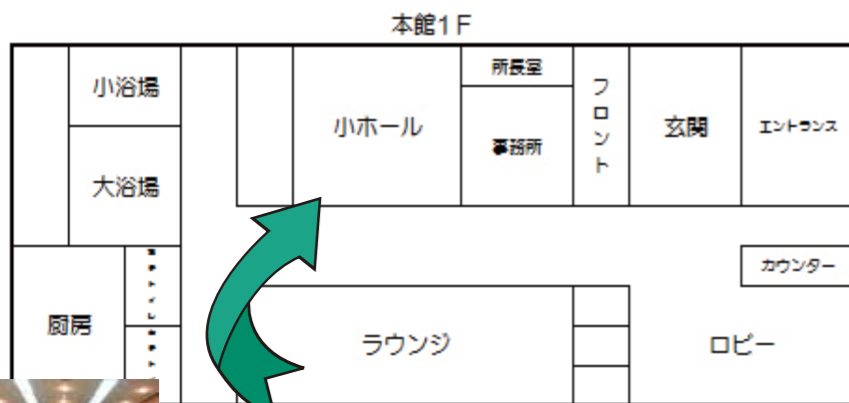 本館1F
小浴場
所長室
フロント
小ホール
玄関
エントランス
事務所
大浴場
カウンター
厨房
ラウンジ
ロビー